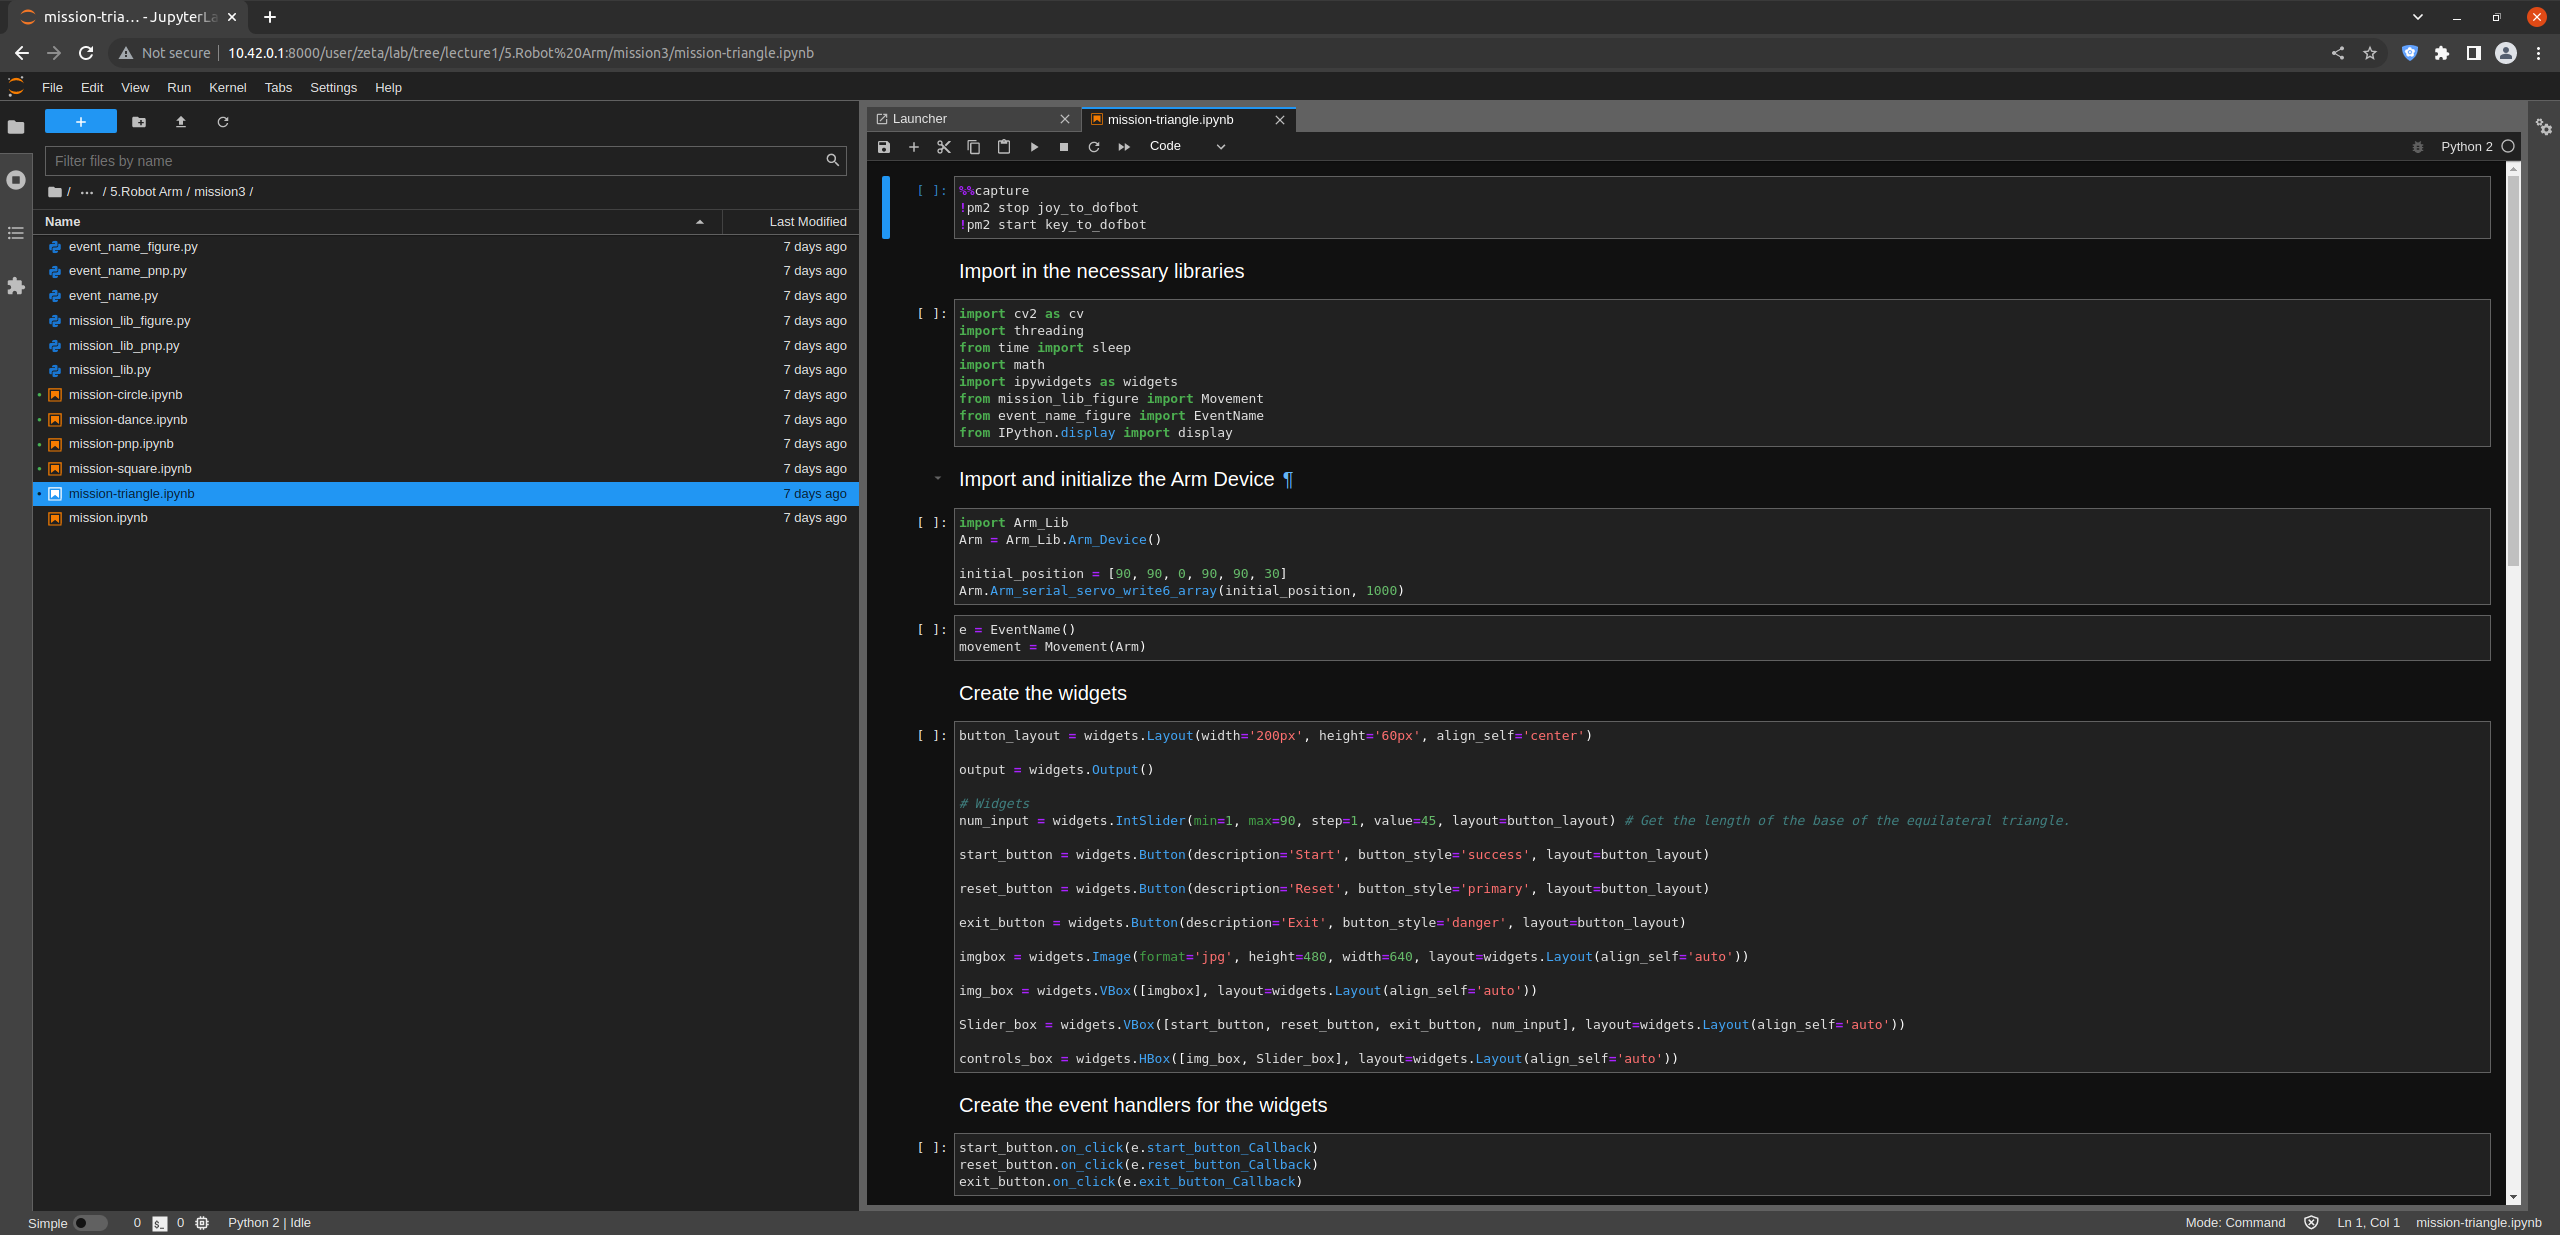 mission-tria… - JupyterLa
Not secure | 10.42.0.1:8000/user/zeta/lab/tree/lecture1/5.Robot%20Arm/mission3/mission-triangle.ipynb
File Edit View Run Kernel Tabs Settings Help
Filter files by name
/ ··· / 5.Robot Arm / mission3 /
Name Last Modified
event_name_figure.py 7 days ago
event_name_pnp.py 7 days ago
event_name.py 7 days ago
mission_lib_figure.py 7 days ago
mission_lib_pnp.py 7 days ago
mission_lib.py 7 days ago
mission-circle.ipynb 7 days ago
mission-dance.ipynb 7 days ago
mission-pnp.ipynb 7 days ago
mission-square.ipynb 7 days ago
mission-triangle.ipynb 7 days ago
mission.ipynb 7 days ago
Launcher
mission-triangle.ipynb
Code
Python 2
[ ]: %%capture
!pm2 stop joy_to_dofbot
!pm2 start key_to_dofbot
Import in the necessary libraries
[ ]: import cv2 as cv
import threading
from time import sleep
import math
import ipywidgets as widgets
from mission_lib_figure import Movement
from event_name_figure import EventName
from IPython.display import display
Import and initialize the Arm Device ¶
[ ]: import Arm_Lib
Arm = Arm_Lib.Arm_Device()
initial_position = [90, 90, 0, 90, 90, 30]
Arm.Arm_serial_servo_write6_array(initial_position, 1000)
[ ]: e = EventName()
movement = Movement(Arm)
Create the widgets
[ ]: button_layout = widgets.Layout(width='200px', height='60px', align_self='center')
output = widgets.Output()
# Widgets
num_input = widgets.IntSlider(min=1, max=90, step=1, value=45, layout=button_layout) # Get the length of the base of the equilateral triangle.
start_button = widgets.Button(description='Start', button_style='success', layout=button_layout)
reset_button = widgets.Button(description='Reset', button_style='primary', layout=button_layout)
exit_button = widgets.Button(description='Exit', button_style='danger', layout=button_layout)
imgbox = widgets.Image(format='jpg', height=480, width=640, layout=widgets.Layout(align_self='auto'))
img_box = widgets.VBox([imgbox], layout=widgets.Layout(align_self='auto'))
Slider_box = widgets.VBox([start_button, reset_button, exit_button, num_input], layout=widgets.Layout(align_self='auto'))
controls_box = widgets.HBox([img_box, Slider_box], layout=widgets.Layout(align_self='auto'))
Create the event handlers for the widgets
[ ]: start_button.on_click(e.start_button_Callback)
reset_button.on_click(e.reset_button_Callback)
exit_button.on_click(e.exit_button_Callback)
Simple 0 $_ 0 Python 2 | Idle
Mode: Command Ln 1, Col 1 mission-triangle.ipynb